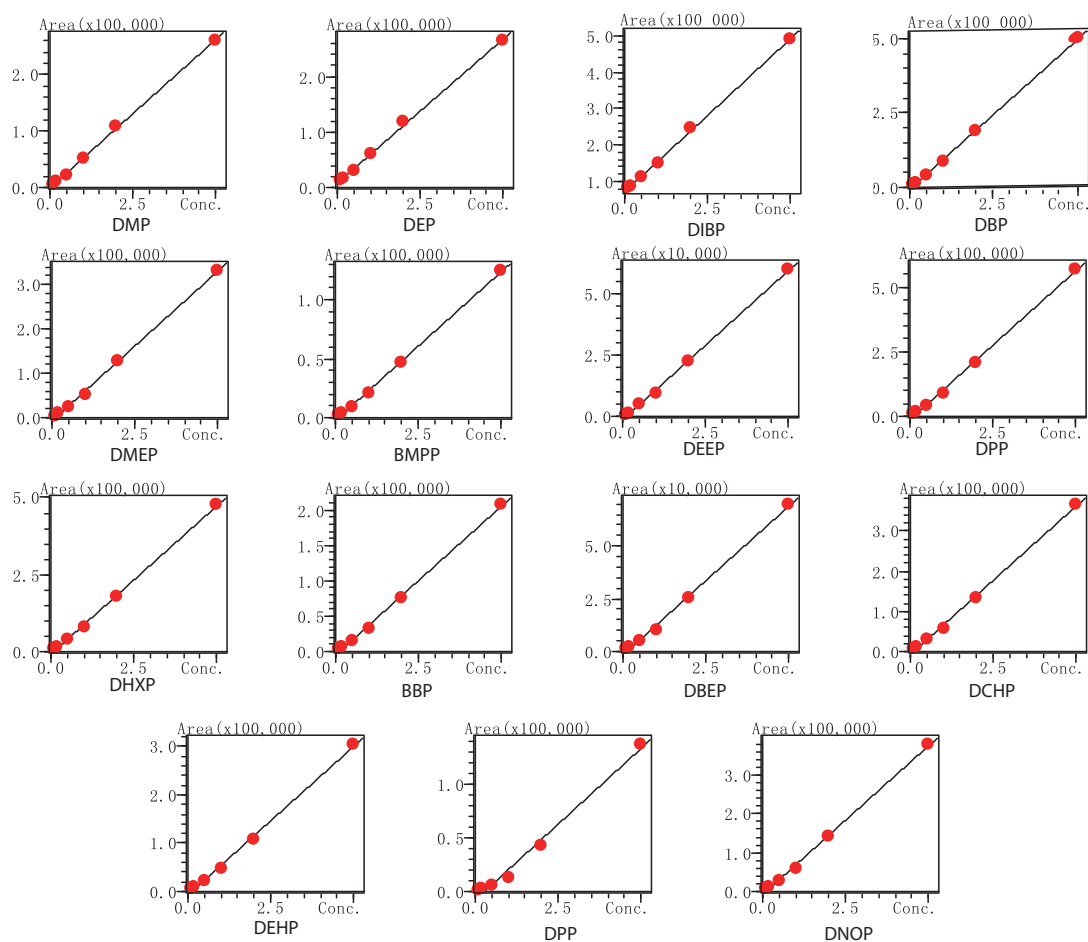 Area(x100,000)
2.0
1.0
0.0
0.0 2.5 Conc.
DMP
Area(x100,000)
2.0
1.0
0.0
0.0 2.5 Conc.
DEP
Area(x100 000)
5.0
4.0
3.0
2.0
1.0
0.0 2.5 Conc.
DIBP
Area(x100 000)
5.0
2.5
0.0
0.0 2.5 Conc.
DBP
Area(x100,000)
3.0
2.0
1.0
0.0
0.0 2.5 Conc.
DMEP
Area(x100,000)
1.0
0.5
0.0
0.0 2.5 Conc.
BMPP
Area(x10,000)
5.0
2.5
0.0
0.0 2.5 Conc.
DEEP
Area(x100,000)
5.0
2.5
0.0
0.0 2.5 Conc.
DPP
Area(x100,000)
5.0
2.5
0.0
0.0 2.5 Conc.
DHXP
Area(x100,000)
2.0
1.5
1.0
0.5
0.0
0.0 2.5 Conc.
BBP
Area(x10,000)
5.0
2.5
0.0
0.0 2.5 Conc.
DBEP
Area(x100,000)
3.0
2.0
1.0
0.0
0.0 2.5 Conc.
DCHP
Area(x100,000)
3.0
2.0
1.0
0.0
0.0 2.5 Conc.
DEHP
Area(x100,000)
1.0
0.5
0.0
0.0 2.5 Conc.
DPP
Area(x100,000)
3.0
2.0
1.0
0.0
0.0 2.5 Conc.
DNOP